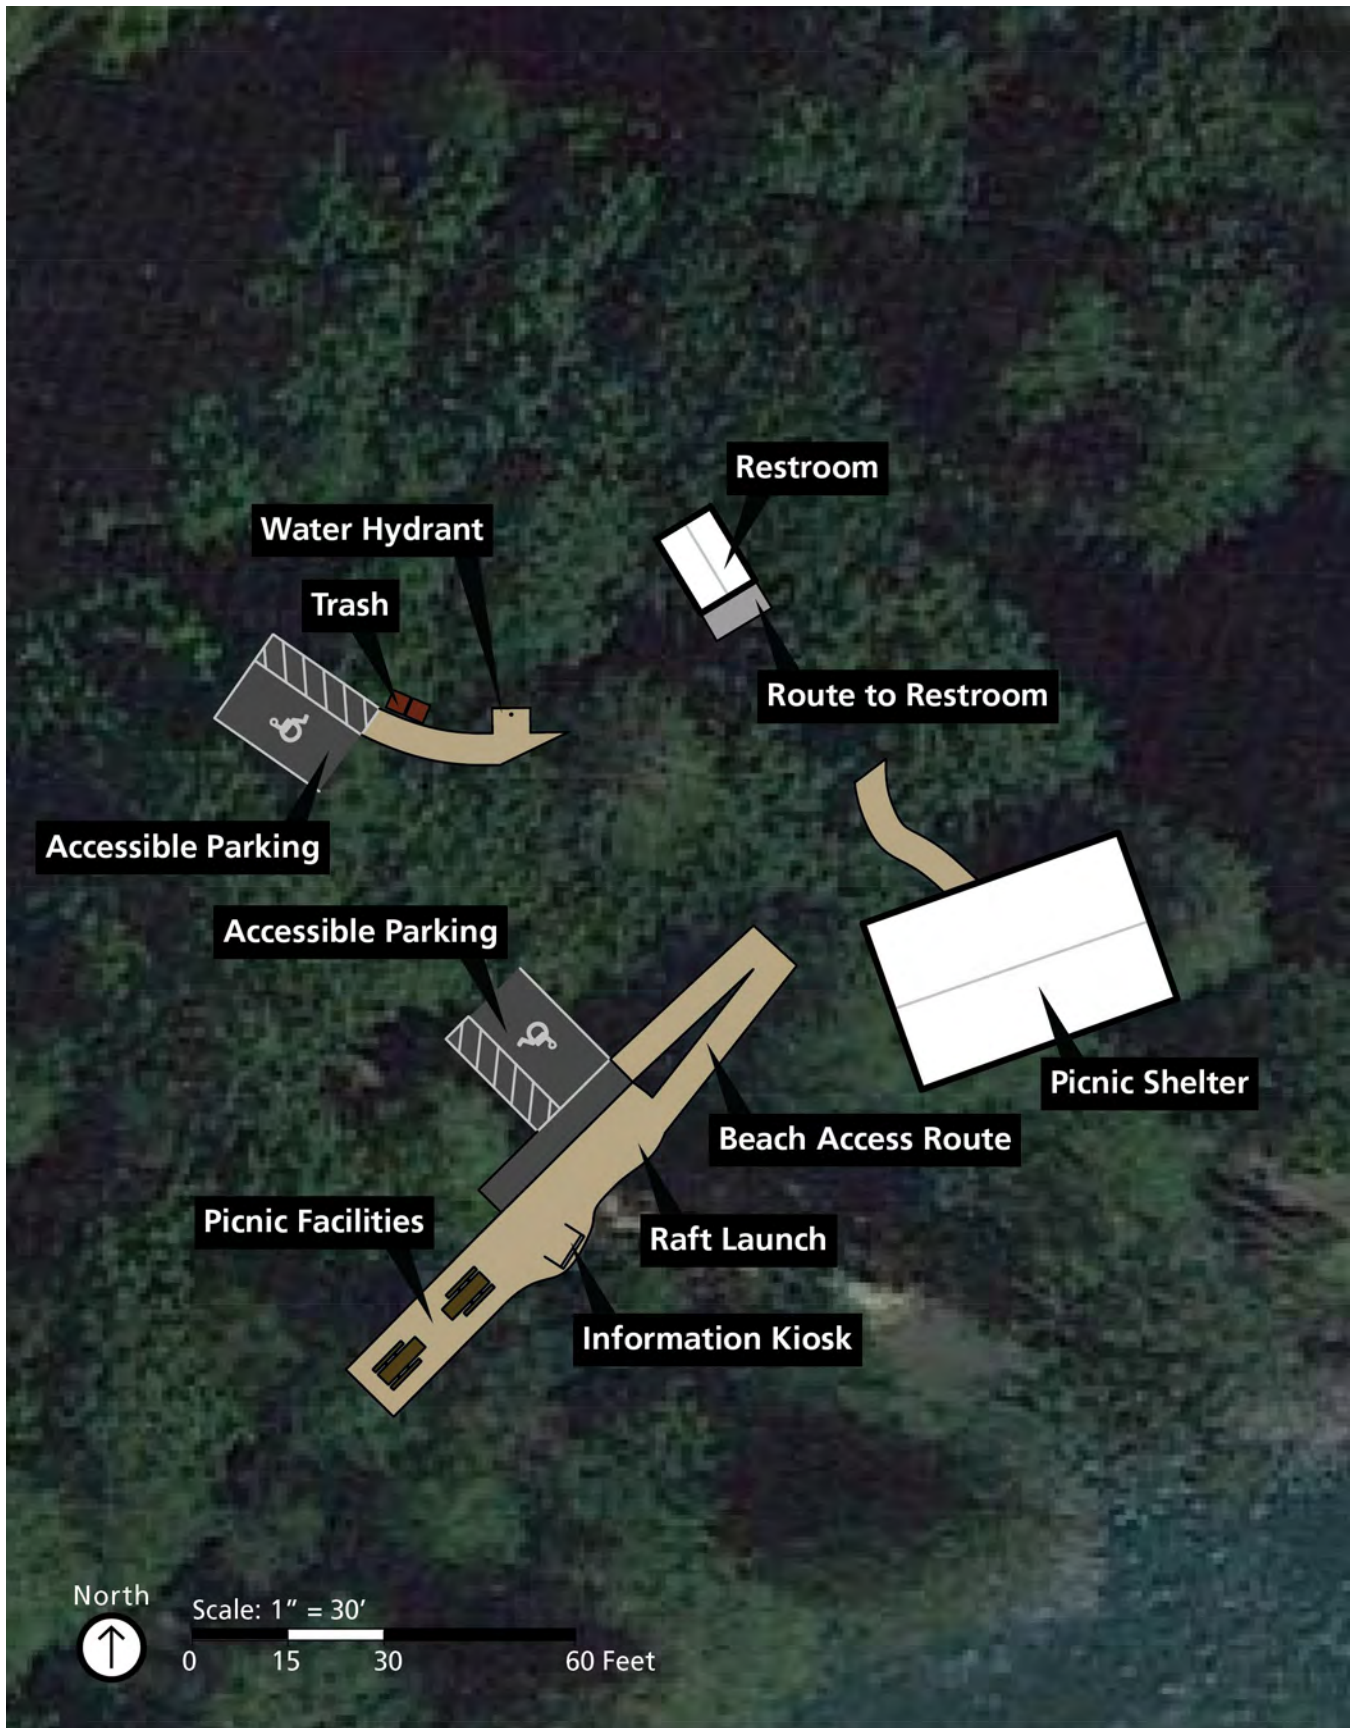 Restroom
Water Hydrant
Trash
Route to Restroom
Accessible Parking
Accessible Parking
Picnic Shelter
Beach Access Route
Picnic Facilities
Raft Launch
Information Kiosk
North
Scale: 1” = 30’
0 15 30 60 Feet